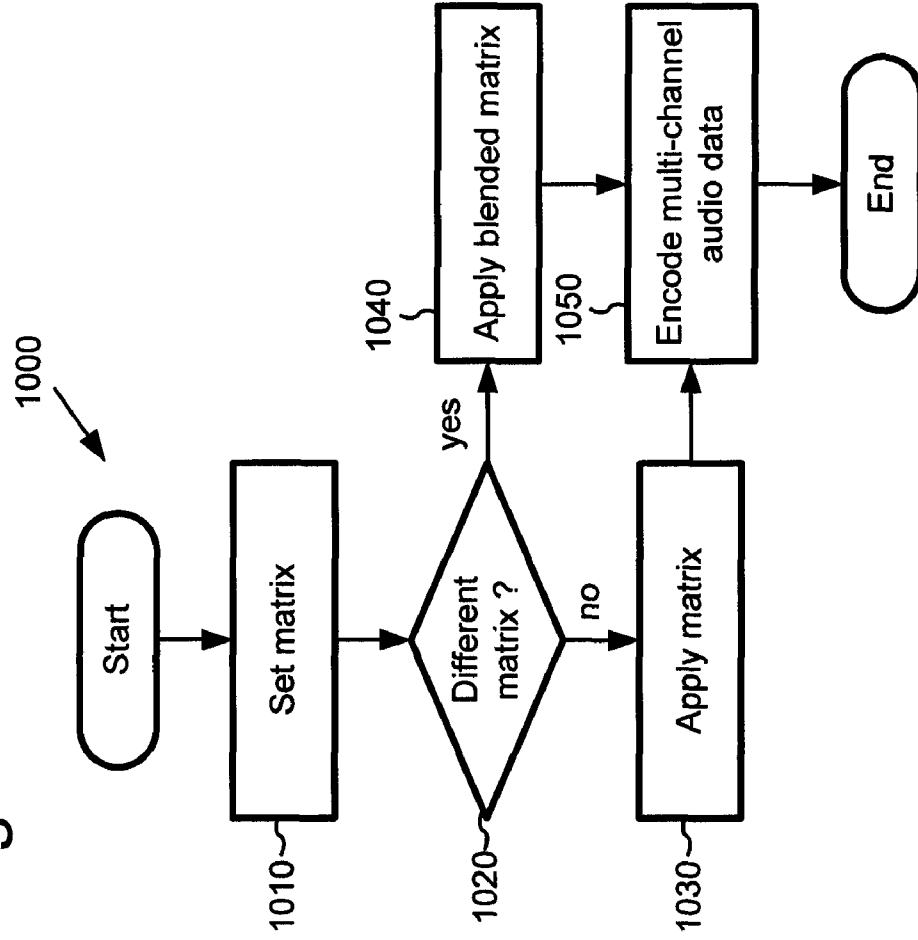 1000
Start
1010
Set matrix
1020
Different
matrix ?
yes
no
1030
Apply matrix
1040
Apply blended matrix
1050
Encode multi-channel
audio data
End